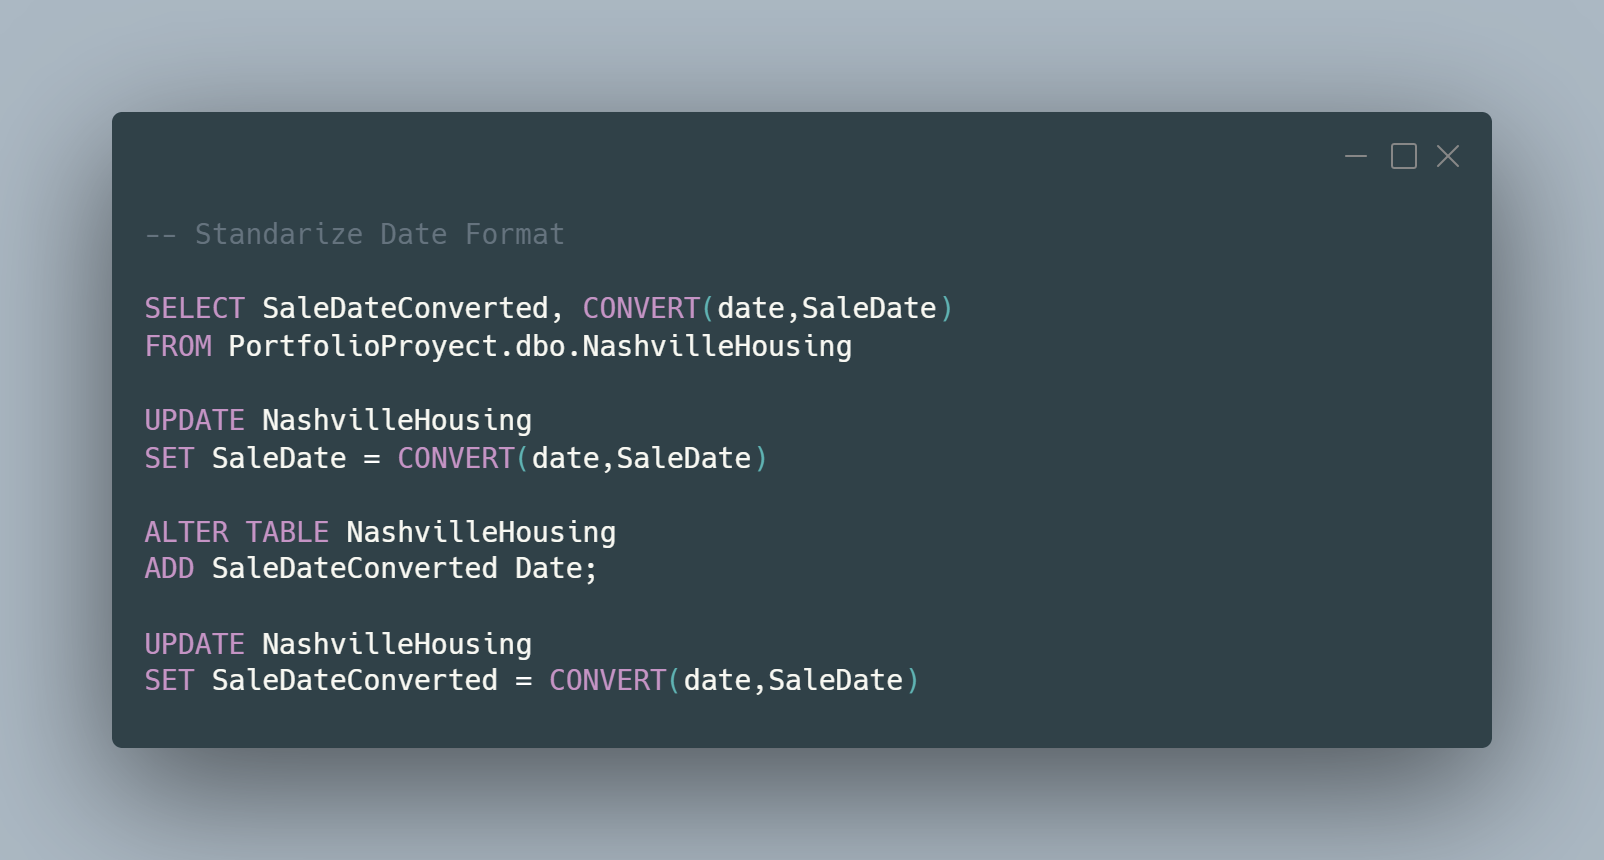 -- Standarize Date Format
SELECT SaleDateConverted, CONVERT(date,SaleDate)
FROM PortfolioProyect.dbo.NashvilleHousing
UPDATE NashvilleHousing
SET SaleDate = CONVERT(date,SaleDate)
ALTER TABLE NashvilleHousing
ADD SaleDateConverted Date;
UPDATE NashvilleHousing
SET SaleDateConverted = CONVERT(date,SaleDate)